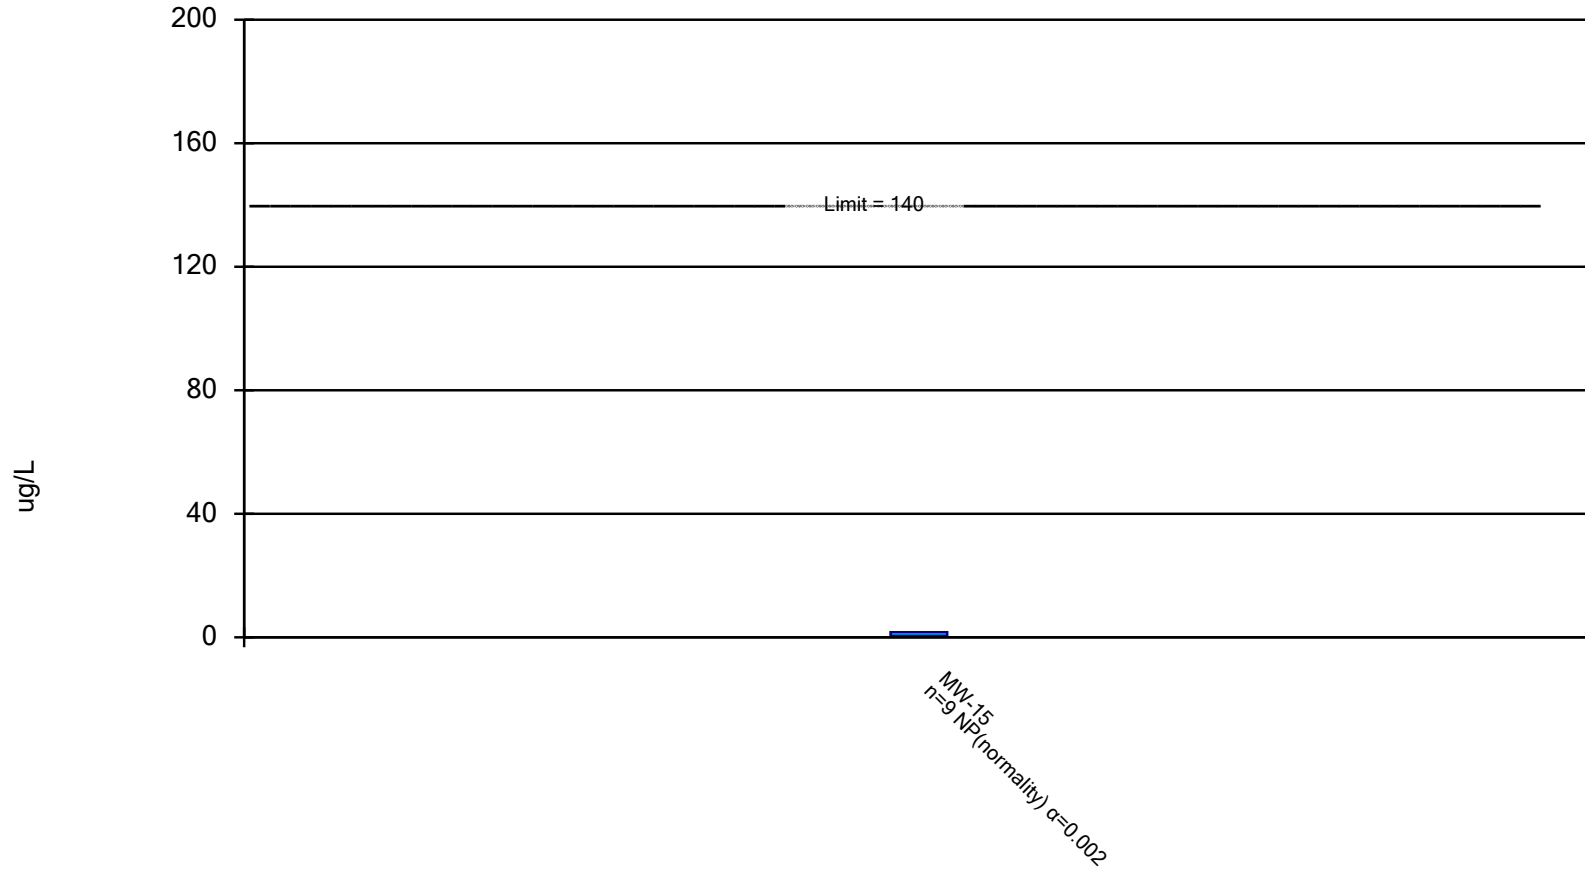 200
160
Limit = 140
120
80
ug/L
40
0
MW-15
n=9 NP(normality) α=0.002